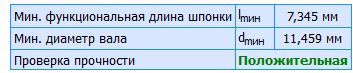 Мин. функциональная длина шпонки lмин 7,345 мм
Мин. диаметр вала dмин 11,459 мм
Проверка прочности Положительная